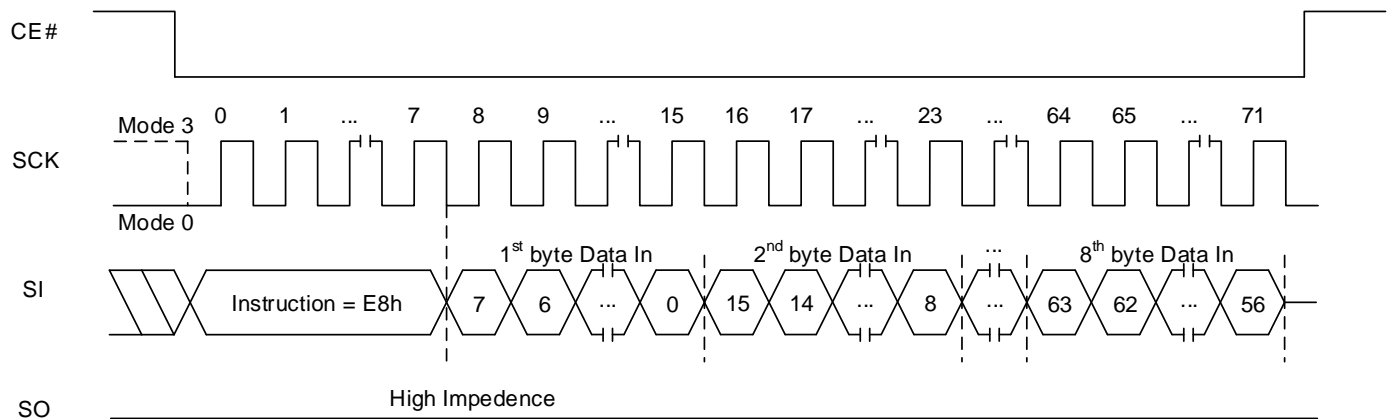 CE#
0 1 ... 7 8 9 ... 15 16 17 ... 23 ... 64 65 ... 71
Mode 3
SCK
Mode 0
1st byte Data In 2nd byte Data In ... 8th byte Data In
SI Instruction = E8h 7 6 ... 0 15 14 ... 8 ... 63 62 ... 56
High Impedence
SO